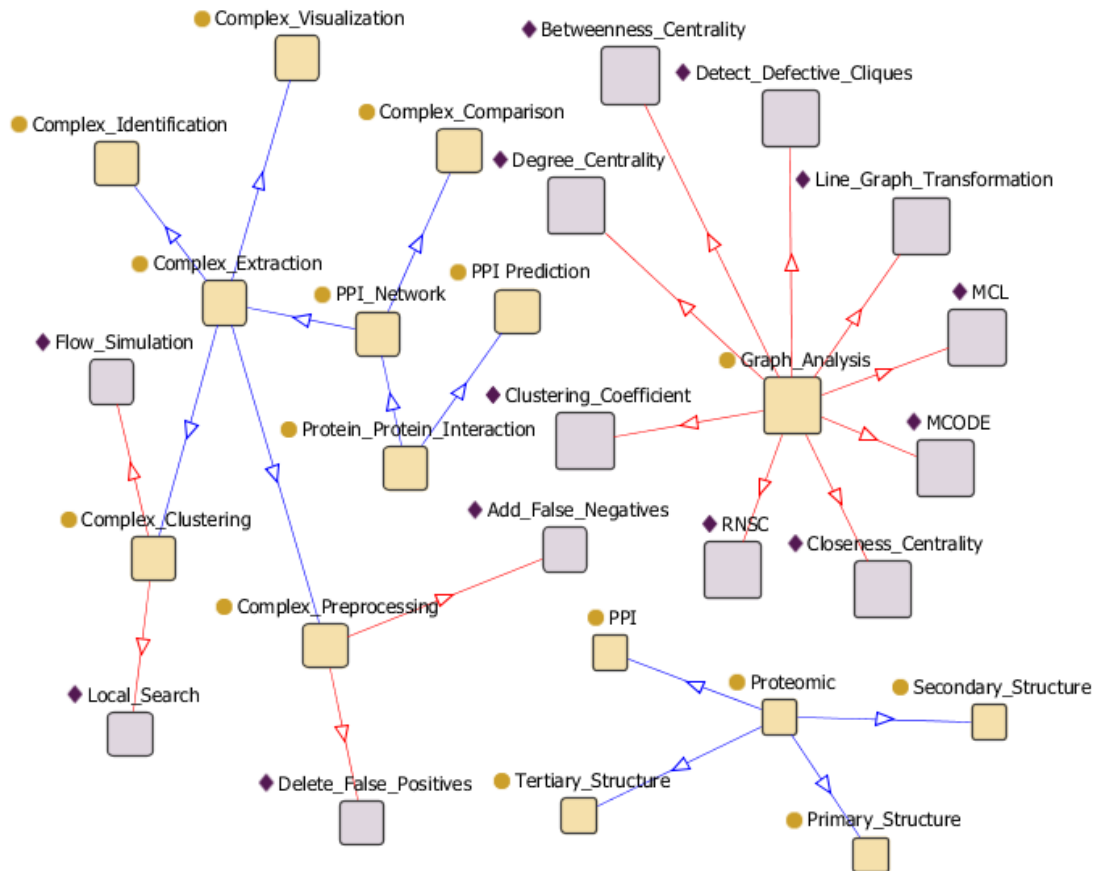 Complex_Visualization
Betweenness_Centrality
Detect_Defective_Cliques
Complex_Identification
Complex_Comparison
Degree_Centrality
Line_Graph_Transformation
Complex_Extraction
PPI_Network
PPI Prediction
MCL
Flow_Simulation
Graph_Analysis
Clustering_Coefficient
MCODE
Protein_Protein_Interaction
Add_False_Negatives
Complex_Clustering
RNSC
Closeness_Centrality
Complex_Preprocessing
PPI
Proteomic
Secondary_Structure
Local_Search
Delete_False_Positives
Tertiary_Structure
Primary_Structure